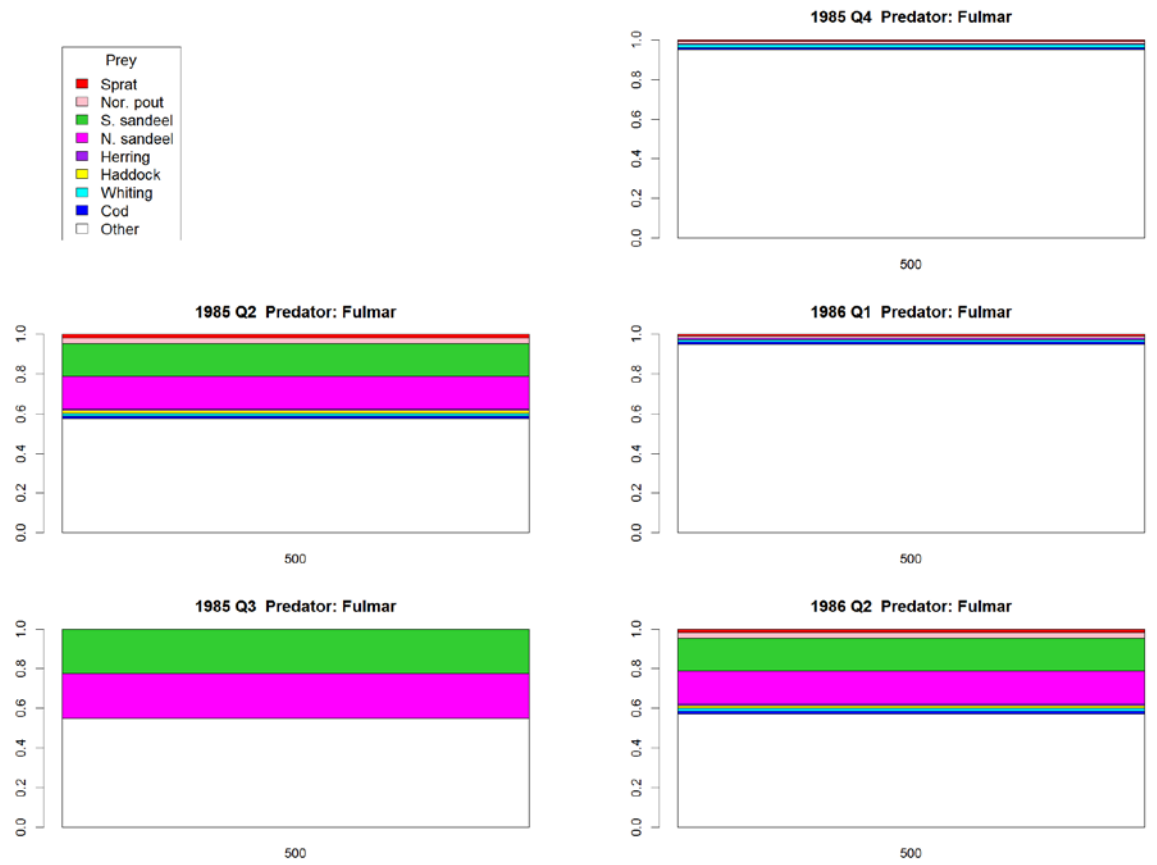 Prey
Sprat
Nor. pout
S. sandeel
N. sandeel
Herring
Haddock
Whiting
Cod
Other
1985 Q4 Predator: Fulmar
1.0
0.8
0.6
0.4
0.2
0.0
500
1985 Q2 Predator: Fulmar
1.0
0.8
0.6
0.4
0.2
0.0
500
1986 Q1 Predator: Fulmar
1.0
0.8
0.6
0.4
0.2
0.0
500
1985 Q3 Predator: Fulmar
1.0
0.8
0.6
0.4
0.2
0.0
500
1986 Q2 Predator: Fulmar
1.0
0.8
0.6
0.4
0.2
0.0
500